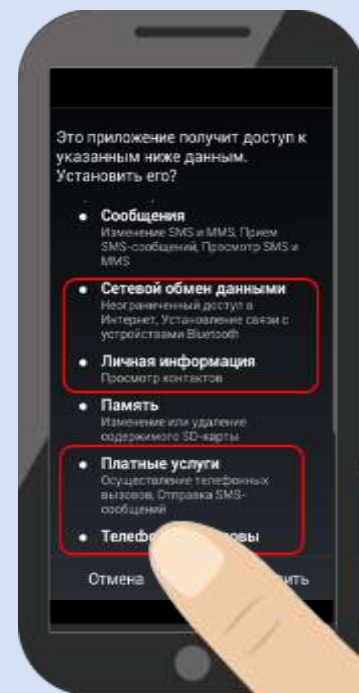 Это приложение получит доступ к
указанным ниже данным.
Установить его?
• Сообщения
Изменение SMS и MMS, Прием
SMS-сообщений, Просмотр SMS и
MMS
• Сетевой обмен данными
Неограниченный доступ в
Интернет, Установление связи с
устройствами Bluetooth
• Личная информация
Просмотр контактов
• Память
Изменение или удаление
содержимого SD-карты
• Платные услуги
Осуществление телефонных
вызовов, Отправка SMS-
сообщений
Отмена